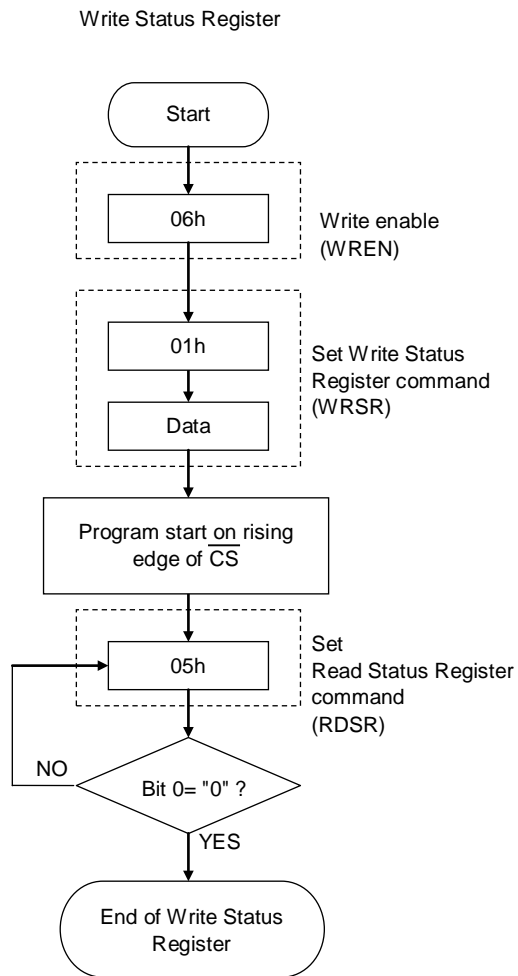 Write Status Register
Start
06h
Write enable
(WREN)
01h
Set Write Status
Register command
(WRSR)
Data
Program start on rising
edge of C̅S̅
05h
Set
Read Status Register
command
(RDSR)
NO
Bit 0= "0" ?
YES
End of Write Status
Register